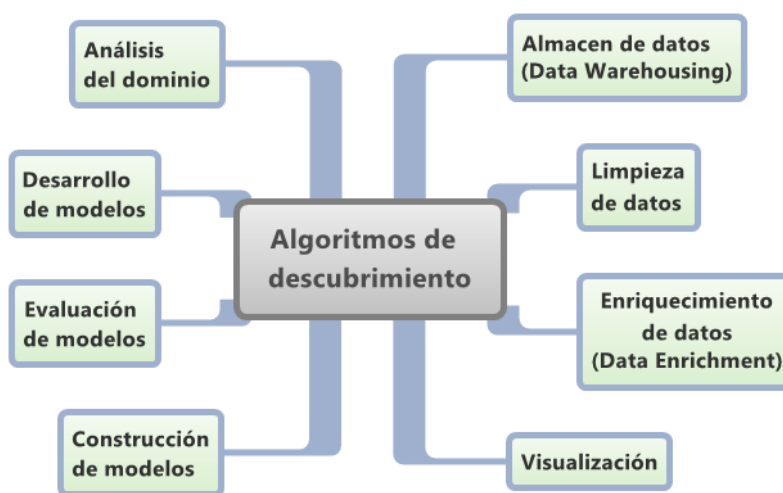 Análisis
del dominio
Almacen de datos
(Data Warehousing)
Desarrollo
de modelos
Limpieza
de datos
Algoritmos de
descubrimiento
Evaluación
de modelos
Enriquecimiento
de datos
(Data Enrichment)
Construcción
de modelos
Visualización